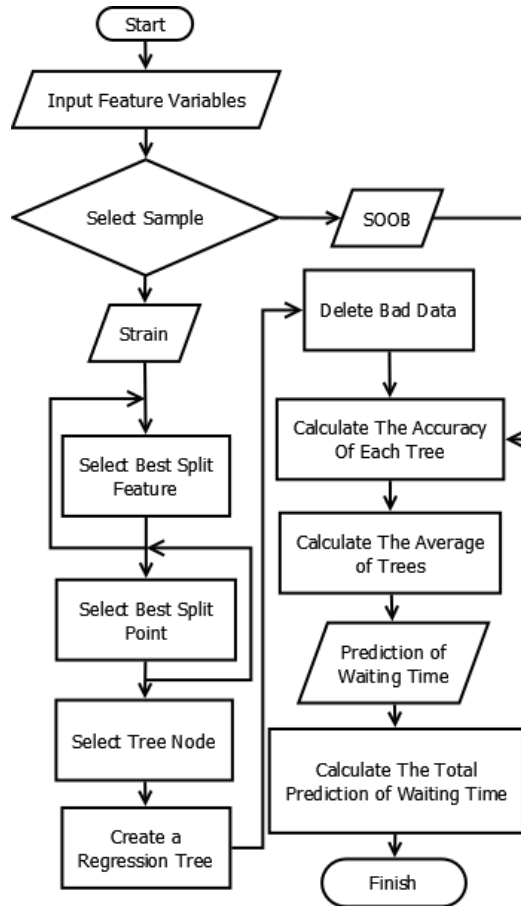 Start
Input Feature Variables
Select Sample
SOOB
Strain
Select Best Split
Feature
Select Best Split
Point
Select Tree Node
Create a
Regression Tree
Delete Bad Data
Calculate The Accuracy
Of Each Tree
Calculate The Average
of Trees
Prediction of
Waiting Time
Calculate The Total
Prediction of Waiting Time
Finish